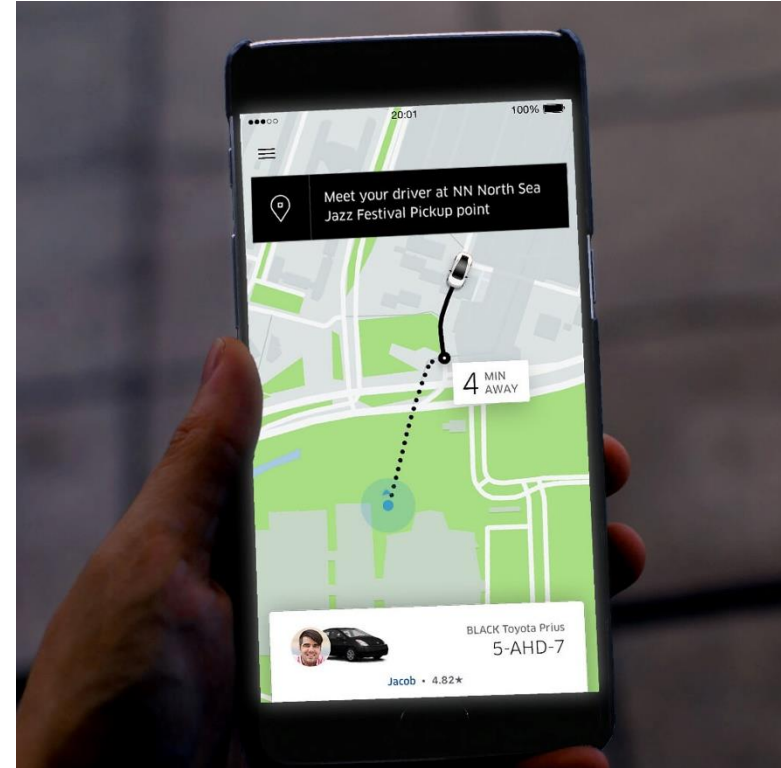 20:01
100%
Meet your driver at NN North Sea
Jazz Festival Pickup point
4 MIN
AWAY
BLACK Toyota Prius
5-AHD-7
Jacob • 4.82★